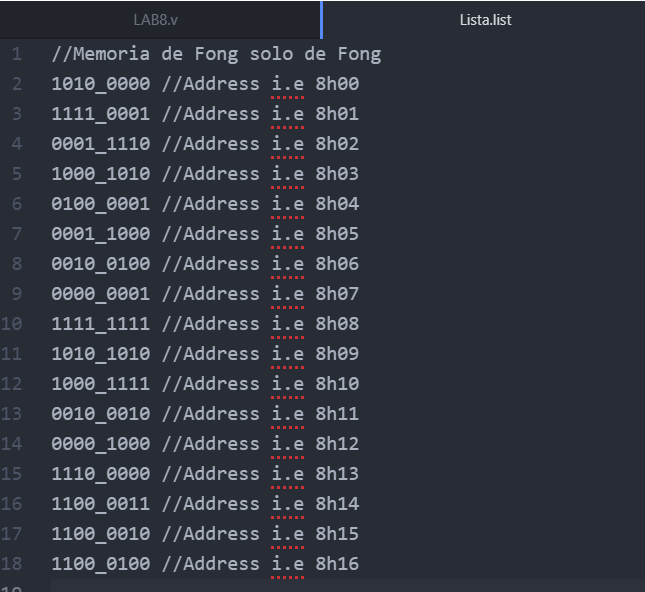 LAB8.v Lista.list
1 //Memoria de Fong solo de Fong
2 1010_0000 //Address i.e 8h00
3 1111_0001 //Address i.e 8h01
4 0001_1110 //Address i.e 8h02
5 1000_1010 //Address i.e 8h03
6 0100_0001 //Address i.e 8h04
7 0001_1000 //Address i.e 8h05
8 0010_0100 //Address i.e 8h06
9 0000_0001 //Address i.e 8h07
10 1111_1111 //Address i.e 8h08
11 1010_1010 //Address i.e 8h09
12 1000_1111 //Address i.e 8h10
13 0010_0010 //Address i.e 8h11
14 0000_1000 //Address i.e 8h12
15 1110_0000 //Address i.e 8h13
16 1100_0011 //Address i.e 8h14
17 1100_0010 //Address i.e 8h15
18 1100_0100 //Address i.e 8h16